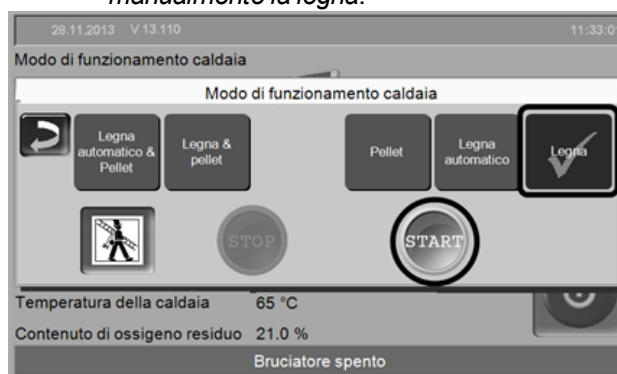 manualmente la legna.
28.11.2013 V 13.110 11:33:0
Modo di funzionamento caldaia
Modo di funzionamento caldaia
Legna automatico & Pellet
Legna & pellet
Pellet
Legna automatico
Legna
STOP
START
Temperatura della caldaia 65 °C
Contenuto di ossigeno residuo 21.0 %
Bruciatore spento